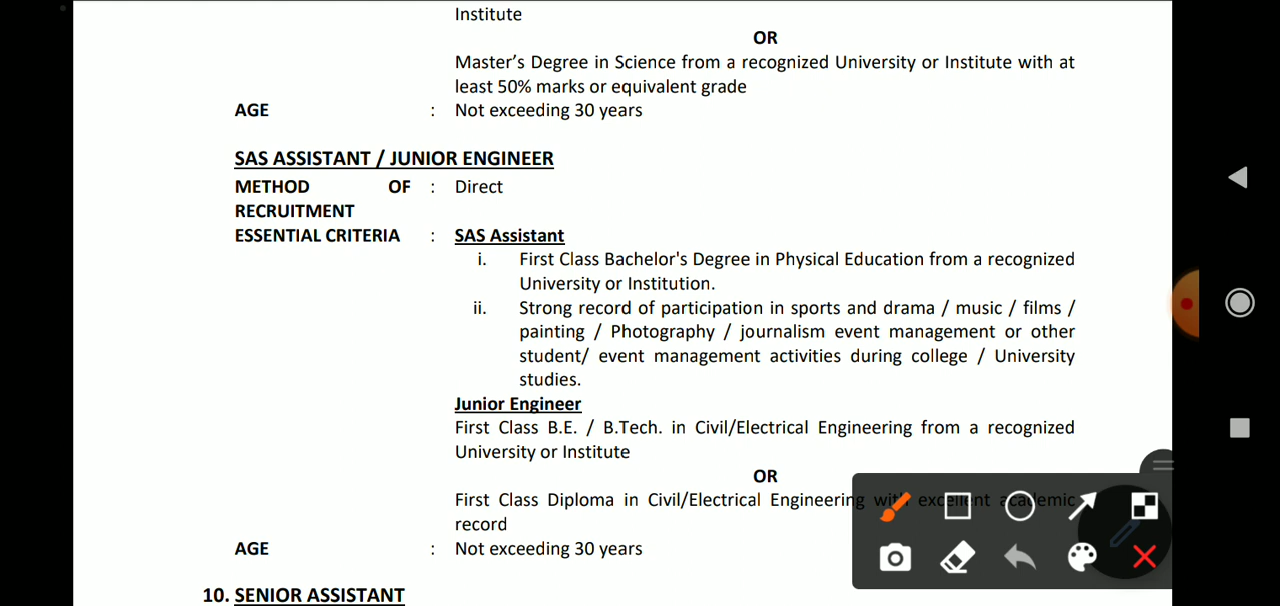 Institute
OR
Master's Degree in Science from a recognized University or Institute with at
least 50% marks or equivalent grade
AGE : Not exceeding 30 years
SAS ASSISTANT / JUNIOR ENGINEER
METHOD OF : Direct
RECRUITMENT
ESSENTIAL CRITERIA : SAS Assistant
i. First Class Bachelor's Degree in Physical Education from a recognized
University or Institution.
ii. Strong record of participation in sports and drama / music / films /
painting / Photography / journalism event management or other
student/ event management activities during college / University
studies.
Junior Engineer
First Class B.E. / B.Tech. in Civil/Electrical Engineering from a recognized
University or Institute
OR
First Class Diploma in Civil/Electrical Engineering with excellent academic
record
AGE : Not exceeding 30 years
10. SENIOR ASSISTANT